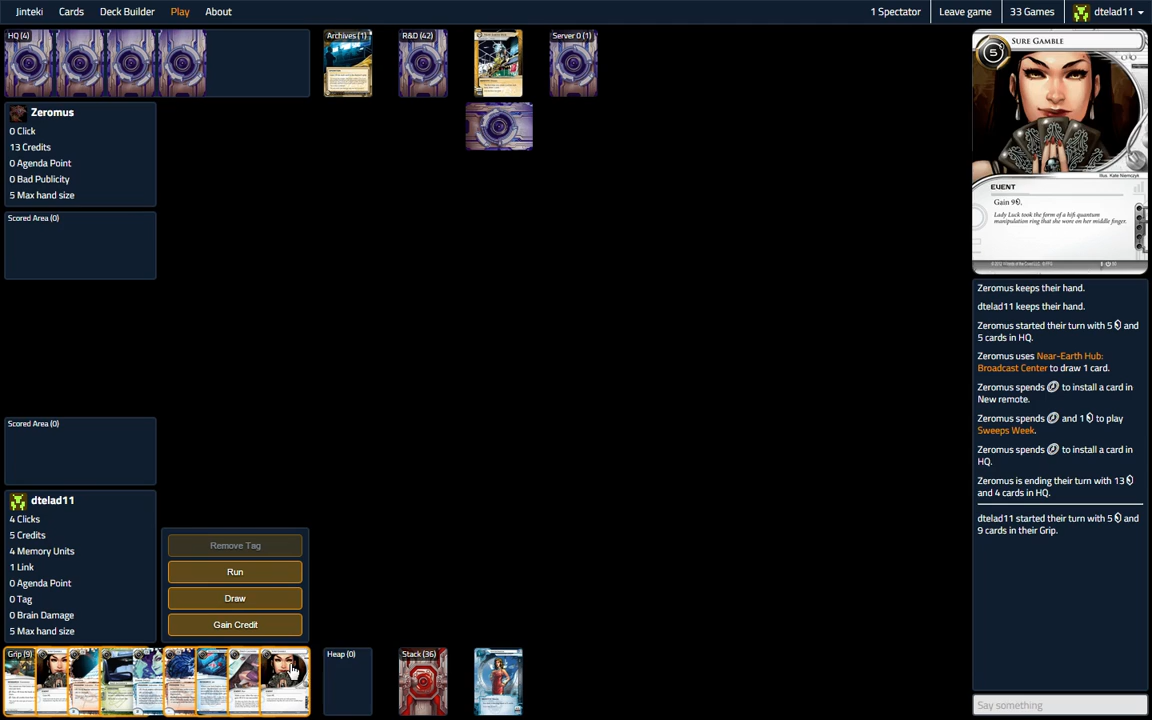 Jinteki Cards Deck Builder Play About 1 Spectator Leave game 33 Games dtelad11
HQ (4) Archives (1) R&D (42) Server 0 (1)
Zeromus
0 Click
13 Credits
0 Agenda Point
0 Bad Publicity
5 Max hand size
Scored Area (0)
Scored Area (0)
dtelad11
4 Clicks
5 Credits
4 Memory Units
1 Link
0 Agenda Point
0 Tag
0 Brain Damage
5 Max hand size
Remove Tag
Run
Draw
Gain Credit
Grip (9) Heap (0) Stack (36)
5 SURE GAMBLE
Illus. Kate Niemczyk
EVENT
Gain 9
Lady Luck took the form of a hifi quantum
manipulation ring that she wore on her middle finger.
Zeromus keeps their hand.
dtelad11 keeps their hand.
Zeromus started their turn with 5 and
5 cards in HQ.
Zeromus uses Near-Earth Hub:
Broadcast Center to draw 1 card.
Zeromus spends to install a card in
New remote.
Zeromus spends and 1 to play
Sweeps Week.
Zeromus spends to install a card in
HQ.
Zeromus is ending their turn with 13
and 4 cards in HQ.
dtelad11 started their turn with 5 and
9 cards in their Grip.
Say something